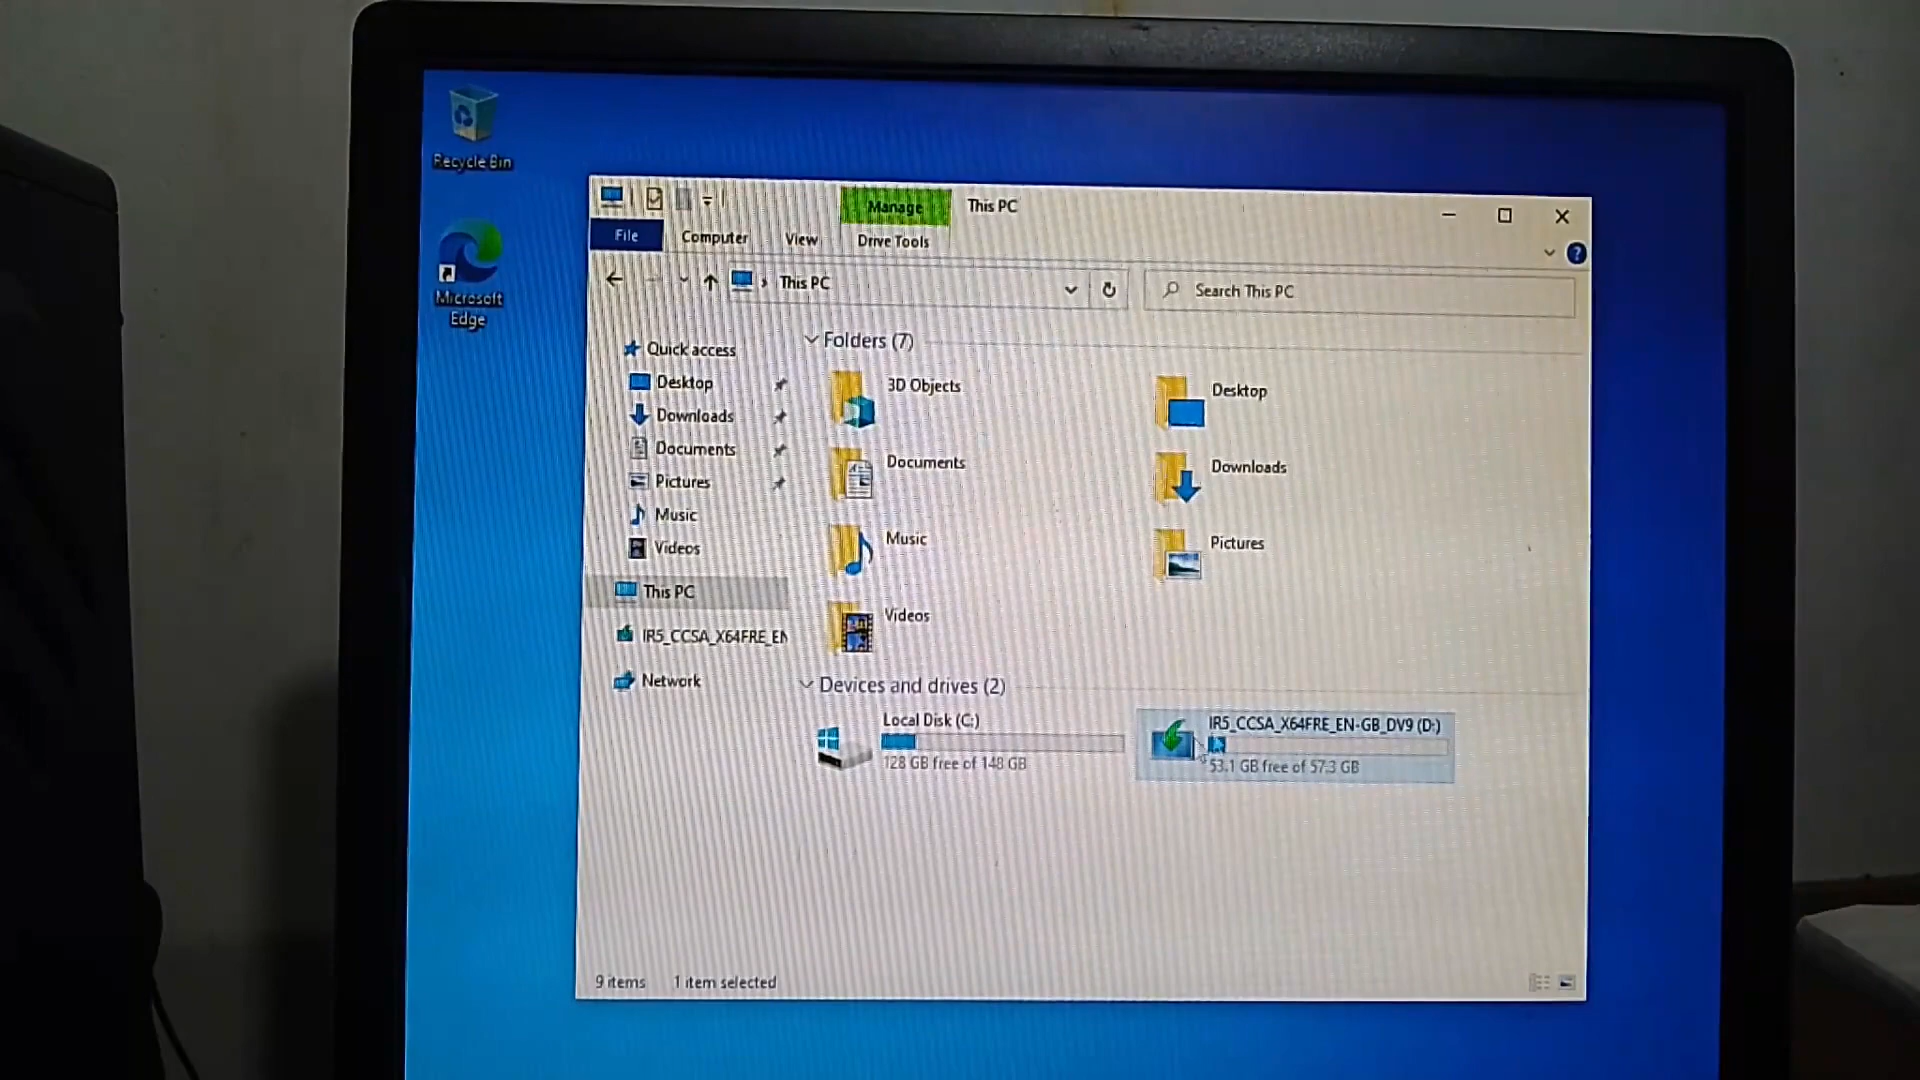 Recycle Bin
Microsoft
Edge
Manage
This PC
File
Computer
View
Drive Tools
This PC
Search This PC
Quick access
Desktop
Downloads
Documents
Pictures
Music
Videos
This PC
IR5_CCSA_X64FRE_EN
Network
Folders (7)
3D Objects
Desktop
Documents
Downloads
Music
Pictures
Videos
Devices and drives (2)
Local Disk (C:)
128 GB free of 148 GB
IR5_CCSA_X64FRE_EN-GB_DV9 (D:)
53.1 GB free of 57.3 GB
9 items
1 item selected